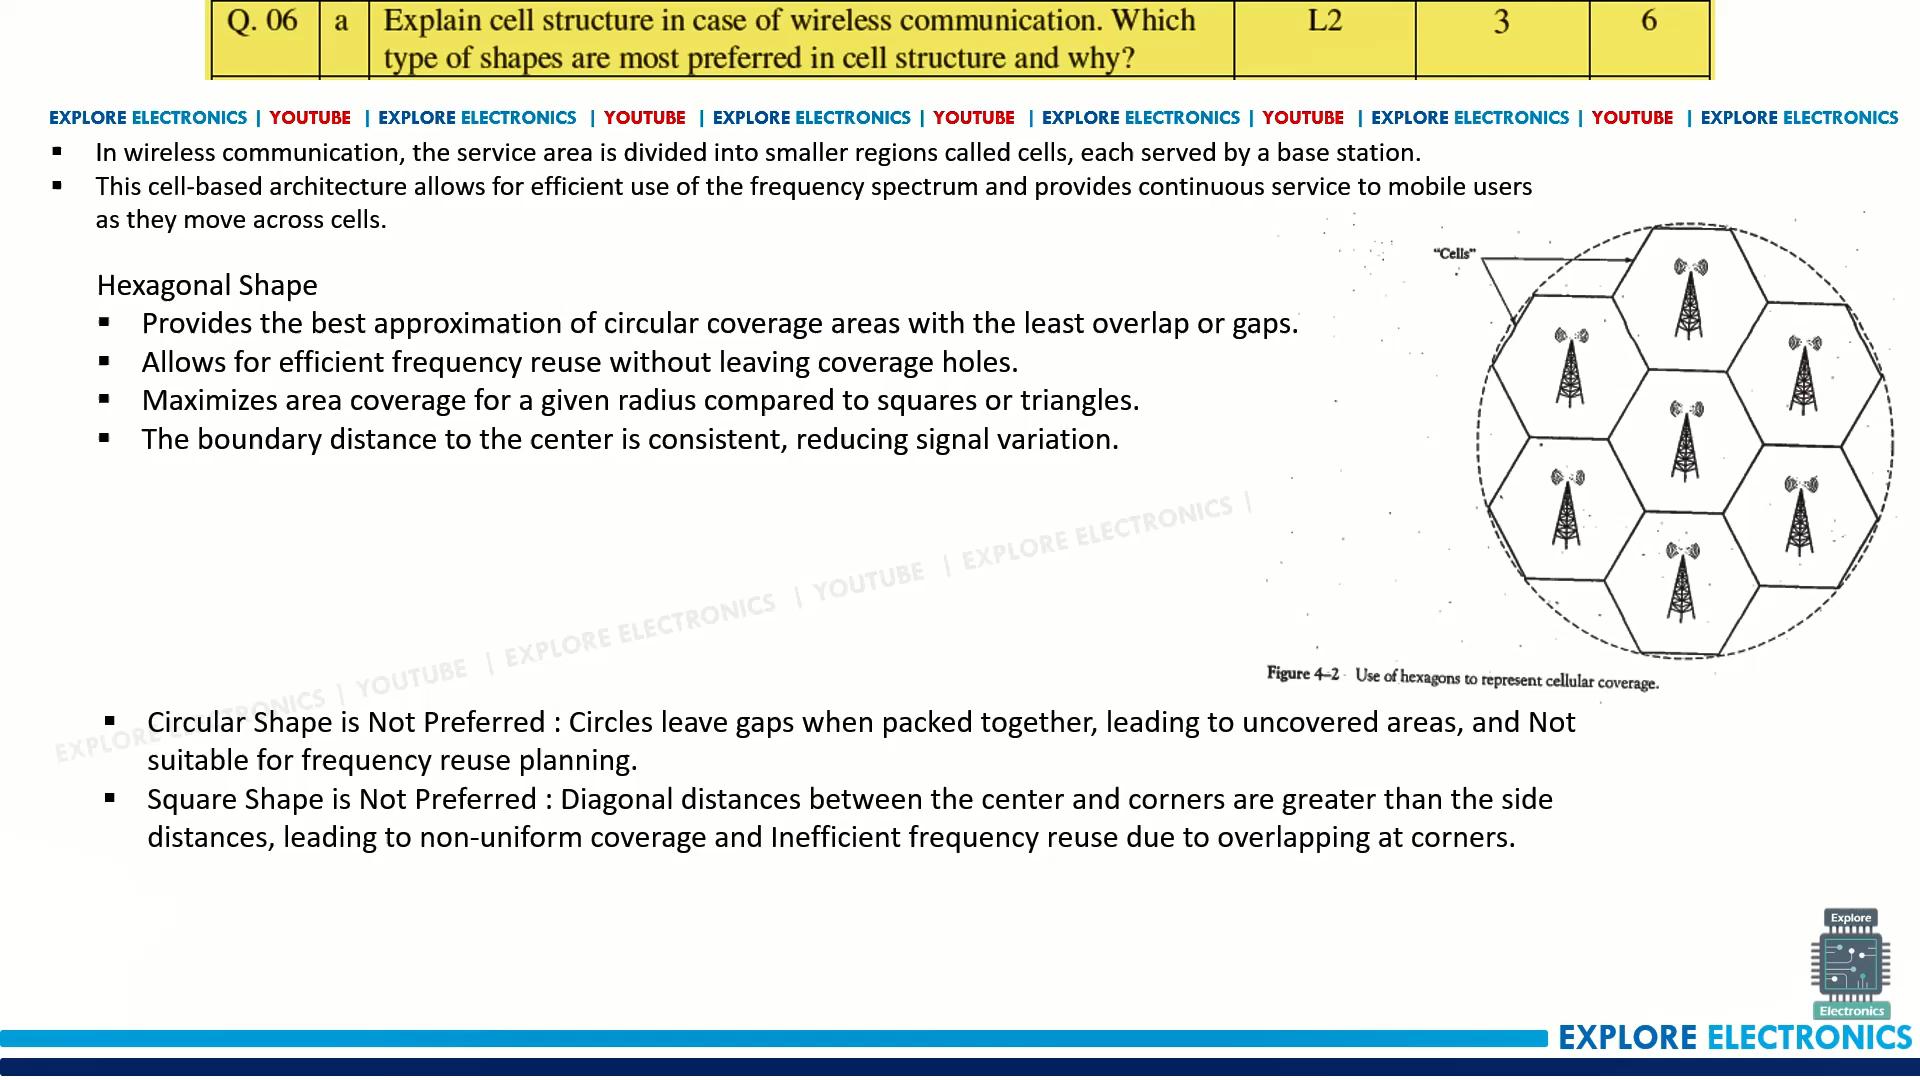 Q. 06 a Explain cell structure in case of wireless communication. Which L2 3 6
type of shapes are most preferred in cell structure and why?
EXPLORE ELECTRONICS | YOUTUBE | EXPLORE ELECTRONICS | YOUTUBE | EXPLORE ELECTRONICS | YOUTUBE | EXPLORE ELECTRONICS | YOUTUBE | EXPLORE ELECTRONICS | YOUTUBE | EXPLORE ELECTRONICS
▪ In wireless communication, the service area is divided into smaller regions called cells, each served by a base station.
▪ This cell-based architecture allows for efficient use of the frequency spectrum and provides continuous service to mobile users
as they move across cells.
"Cells"
Hexagonal Shape
▪ Provides the best approximation of circular coverage areas with the least overlap or gaps.
▪ Allows for efficient frequency reuse without leaving coverage holes.
▪ Maximizes area coverage for a given radius compared to squares or triangles.
▪ The boundary distance to the center is consistent, reducing signal variation.
EXPLORE ELECTRONICS | YOUTUBE | EXPLORE ELECTRONICS | YOUTUBE | EXPLORE ELECTRONICS |
Figure 4-2 Use of hexagons to represent cellular coverage.
▪ Circular Shape is Not Preferred : Circles leave gaps when packed together, leading to uncovered areas, and Not
suitable for frequency reuse planning.
▪ Square Shape is Not Preferred : Diagonal distances between the center and corners are greater than the side
distances, leading to non-uniform coverage and Inefficient frequency reuse due to overlapping at corners.
Explore
Electronics
EXPLORE ELECTRONICS